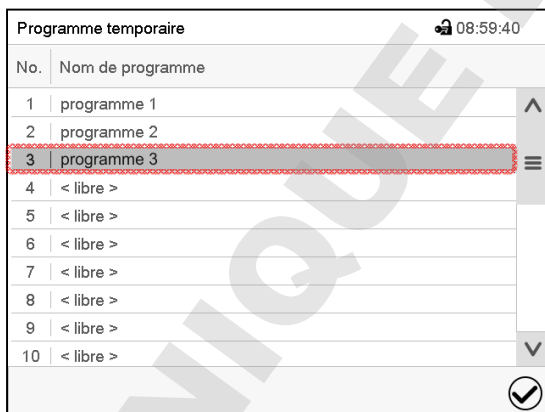 Programme temporaire 08:59:40
No. Nom de programme
1 programme 1
2 programme 2
3 programme 3
4 < libre >
5 < libre >
6 < libre >
7 < libre >
8 < libre >
9 < libre >
10 < libre >
NIQUE